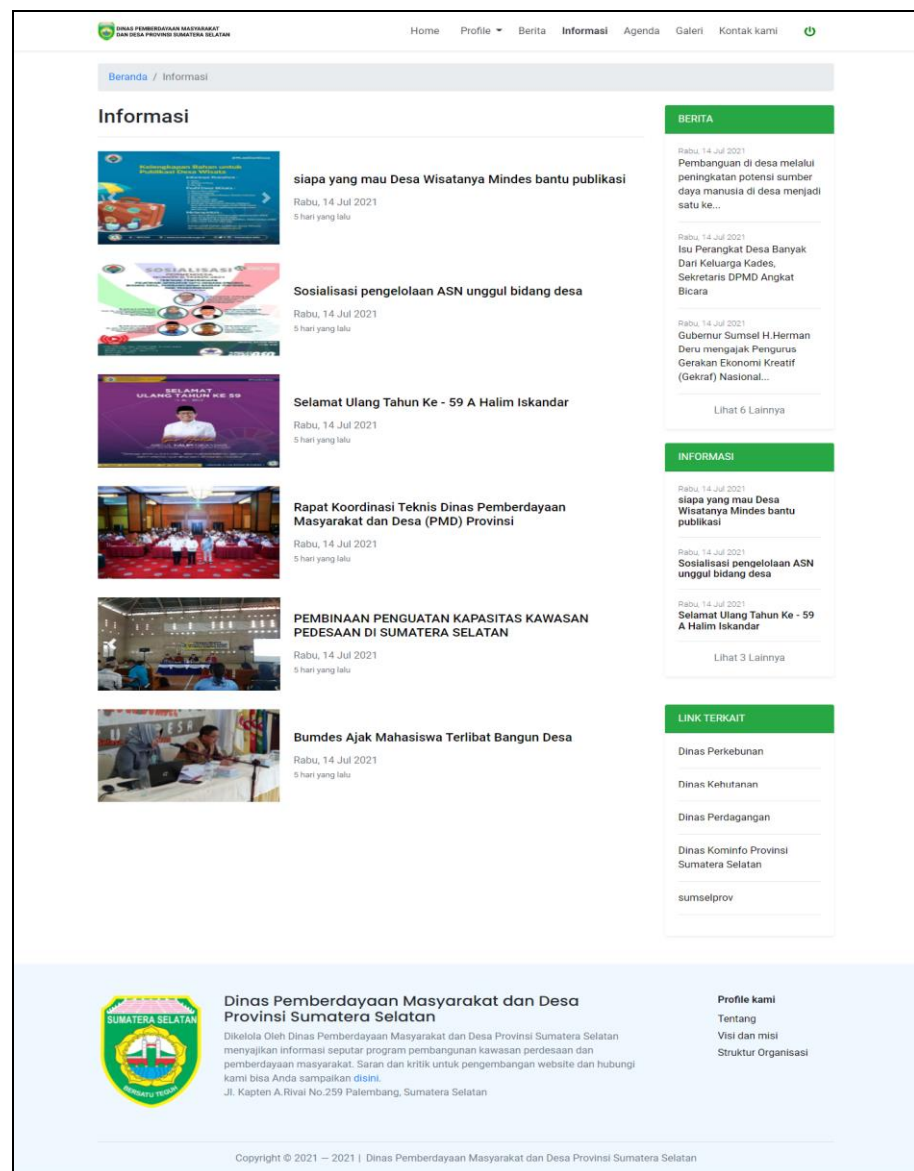 DINAS PEMBERDAYAAN MASYARAKAT
DAN DESA PROVINSI SUMATERA SELATAN
Home Profile Berita Informasi Agenda Galeri Kontak kami
Beranda / Informasi
Informasi
Kelengkapan Bahan untuk
Publikasi Desa Wisata
siapa yang mau Desa Wisatanya Mindes bantu publikasi
Rabu, 14 Jul 2021
5 hari yang lalu
SOSIALISASI
Sosialisasi pengelolaan ASN unggul bidang desa
Rabu, 14 Jul 2021
5 hari yang lalu
SELAMAT
ULANG TAHUN KE 59
Selamat Ulang Tahun Ke - 59 A Halim Iskandar
Rabu, 14 Jul 2021
5 hari yang lalu
Rapat Koordinasi Teknis Dinas Pemberdayaan
Masyarakat dan Desa (PMD) Provinsi
Rabu, 14 Jul 2021
5 hari yang lalu
PEMBINAAN PENGUATAN KAPASITAS KAWASAN
PEDESAAN DI SUMATERA SELATAN
Rabu, 14 Jul 2021
5 hari yang lalu
Bumdes Ajak Mahasiswa Terlibat Bangun Desa
Rabu, 14 Jul 2021
5 hari yang lalu
BERITA
Rabu, 14 Jul 2021
Pembanguan di desa melalui
peningkatan potensi sumber
daya manusia di desa menjadi
satu ke...
Rabu, 14 Jul 2021
Isu Perangkat Desa Banyak
Dari Keluarga Kades,
Sekretaris DPMD Angkat
Bicara
Rabu, 14 Jul 2021
Gubernur Sumsel H.Herman
Deru mengajak Pengurus
Gerakan Ekonomi Kreatif
(Gekraf) Nasional...
Lihat 6 Lainnya
INFORMASI
Rabu, 14 Jul 2021
siapa yang mau Desa
Wisatanya Mindes bantu
publikasi
Rabu, 14 Jul 2021
Sosialisasi pengelolaan ASN
unggul bidang desa
Rabu, 14 Jul 2021
Selamat Ulang Tahun Ke - 59
A Halim Iskandar
Lihat 3 Lainnya
LINK TERKAIT
Dinas Perkebunan
Dinas Kehutanan
Dinas Perdagangan
Dinas Kominfo Provinsi
Sumatera Selatan
sumselprov
SUMATERA SELATAN
BERSATU TEGUH
Dinas Pemberdayaan Masyarakat dan Desa
Provinsi Sumatera Selatan
Dikelola Oleh Dinas Pemberdayaan Masyarakat dan Desa Provinsi Sumatera Selatan
menyajikan informasi seputar program pembangunan kawasan perdesaan dan
pemberdayaan masyarakat. Saran dan kritik untuk pengembangan website dan hubungi
kami bisa Anda sampaikan disini.
Jl. Kapten A.Rivai No.259 Palembang, Sumatera Selatan
Profile kami
Tentang
Visi dan misi
Struktur Organisasi
Copyright © 2021 — 2021 | Dinas Pemberdayaan Masyarakat dan Desa Provinsi Sumatera Selatan